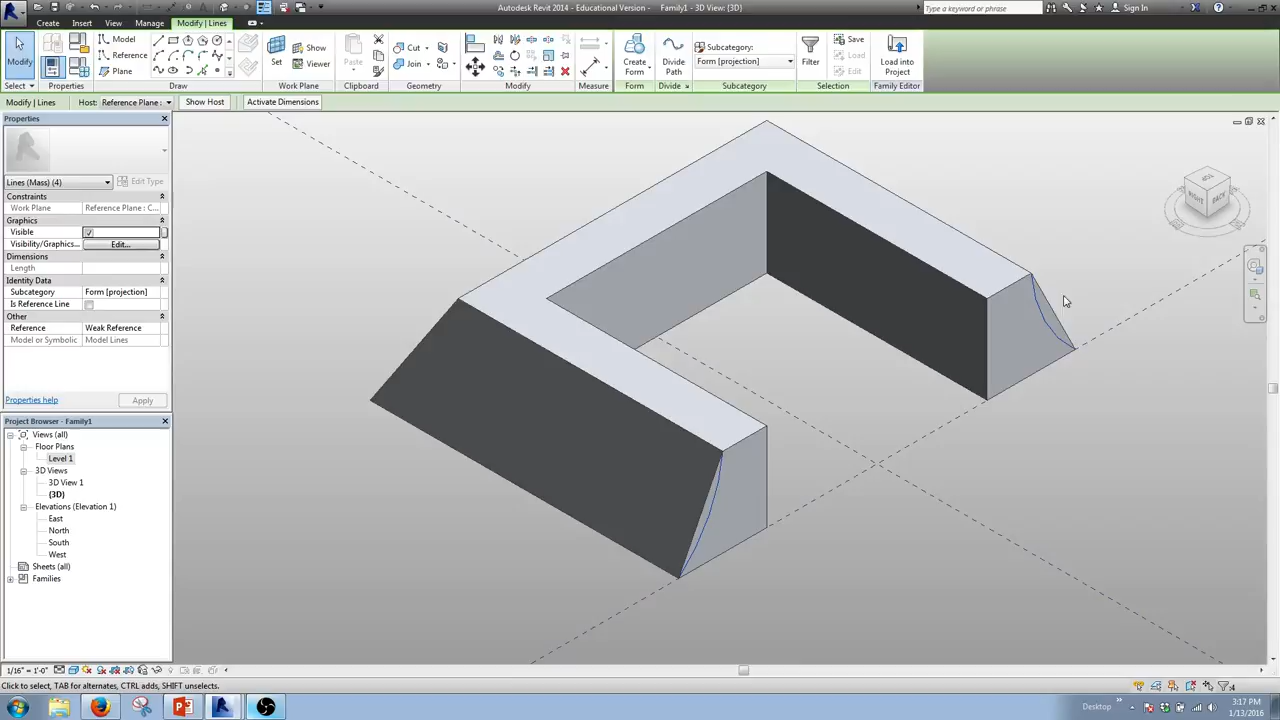 Autodesk Revit 2014 - Educational Version - Family1 - 3D View: {3D}
Type a keyword or phrase
Sign In
Create
Insert
View
Manage
Modify | Lines
Modify
Model
Reference
Plane
Set
Show
Viewer
Paste
Cut
Join
Create
Form
Divide
Path
Subcategory:
Form [projection]
Filter
Save
Load
Edit
Load into
Project
Select
Properties
Draw
Work Plane
Clipboard
Geometry
Modify
Measure
Form
Divide
Subcategory
Selection
Family Editor
Modify | Lines
Host:
Reference Plane :
Show Host
Activate Dimensions
Properties
Lines (Mass) (4)
Edit Type
Constraints
Work Plane
Reference Plane : C...
Graphics
Visible
Visibility/Graphics...
Edit...
Dimensions
Length
Identity Data
Subcategory
Form [projection]
Is Reference Line
Other
Reference
Weak Reference
Model or Symbolic
Model Lines
Properties help
Apply
Project Browser - Family1
Views (all)
Floor Plans
Level 1
3D Views
3D View 1
{3D}
Elevations (Elevation 1)
East
North
South
West
Sheets (all)
Families
RIGHT
BACK
1/16" = 1'-0"
Click to select, TAB for alternates, CTRL adds, SHIFT unselects.
:4
Desktop
3:17 PM
1/13/2016